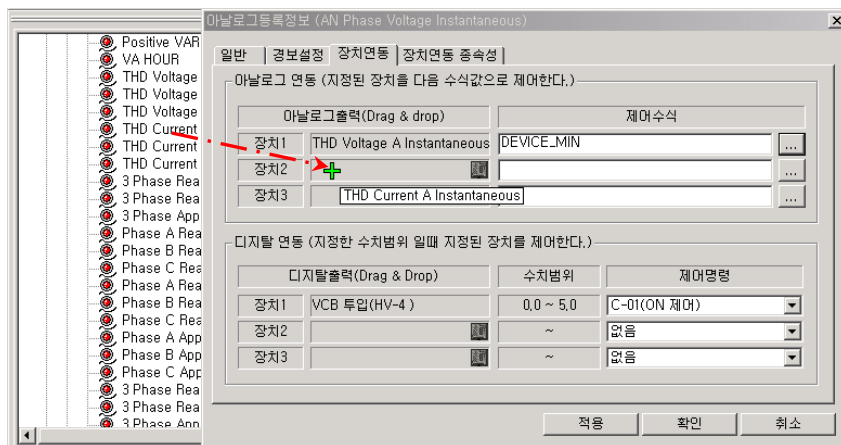 Positive VAR
VA HOUR
THD Voltage
THD Voltage
THD Voltage
THD Current
THD Current
THD Current
3 Phase Rea
3 Phase Rea
3 Phase App
Phase A Rea
Phase B Rea
Phase C Rea
Phase A Rea
Phase B Rea
Phase C Rea
Phase A App
Phase B App
Phase C App
3 Phase Rea
3 Phase Rea
3 Phase App
아날로그등록정보 (AN Phase Voltage Instantaneous)
일반 경보설정 장치연동 장치연동 종속성
아날로그 연동 (지정된 장치을 다음 수식값으로 제어한다.)
아날로그출력(Drag & drop) 제어수식
장치1 THD Voltage A Instantaneous DEVICE_MIN ...
장치2 ...
장치3 ...
THD Current A Instantaneous
디지탈 연동 (지정한 수치범위 일때 지정된 장치를 제어한다.)
디지탈출력(Drag & Drop) 수치범위 제어명령
장치1 VCB 투입(HV-4 ) 0.0 ~ 5.0 C-01(ON 제어)
장치2 ~ 없음
장치3 ~ 없음
적용 확인 취소